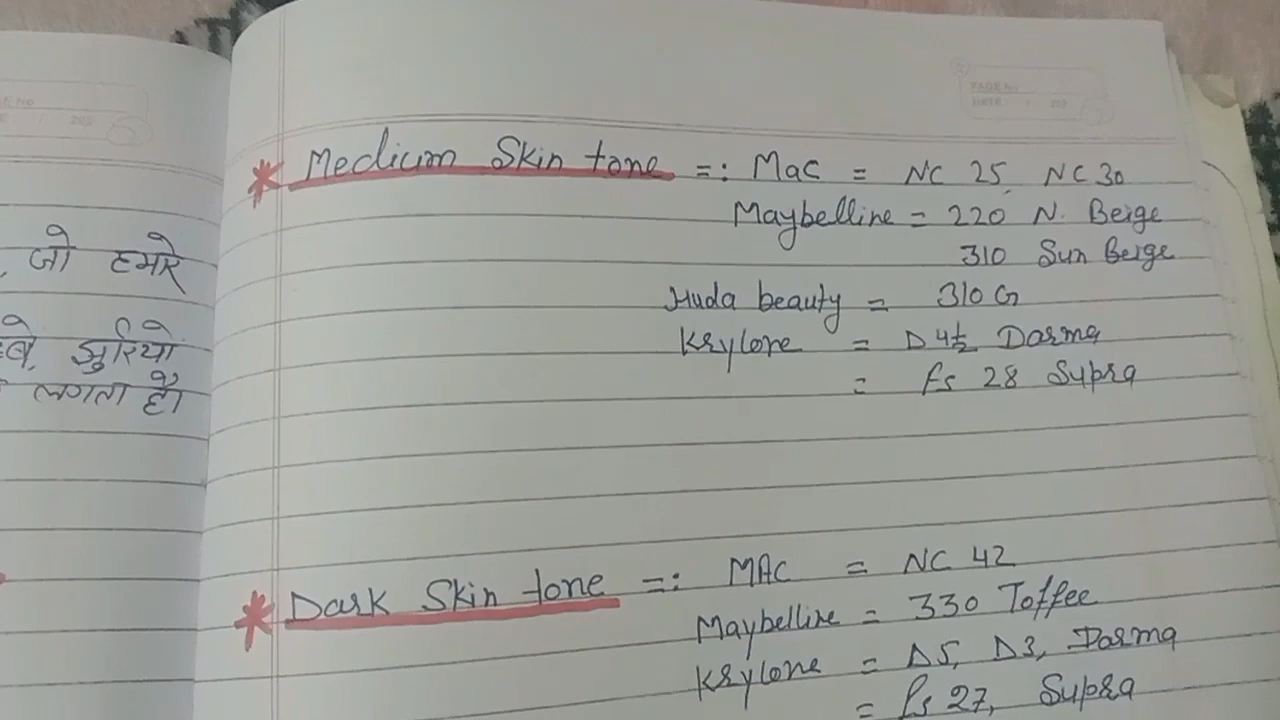 जो हमरे
झुरियो
लगता है।
PAGE No
* Medium Skin tone =: Mac = NC 25, NC 30
Maybelline = 220 N. Beige
310 Sun Beige
Huda beauty = 310 G
Krylone = D 4½ Darma
= fs 28 Supra
* Dark Skin tone =: MAC = NC 42
Maybelline = 330 Toffee
Krylone = D5, D3, Darma
= fs 27, Supra